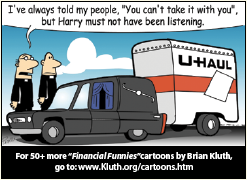 I've always told my people, "You can't take it with you",
but Harry must not have been listening.
U-HAUL
For 50+ more "Financial Funnies"cartoons by Brian Kluth,
go to: www.Kluth.org/cartoons.htm